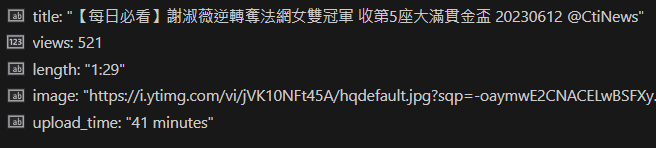 title: "【每日必看】謝淑薇逆轉奪法網女雙冠軍 收第5座大滿貫金盃 20230612 @CtiNews"
views: 521
length: "1:29"
image: "https://i.ytimg.com/vi/jVK10NFt45A/hqdefault.jpg?sqp=-oaymwE2CNACELwBSFXy.
upload_time: "41 minutes"